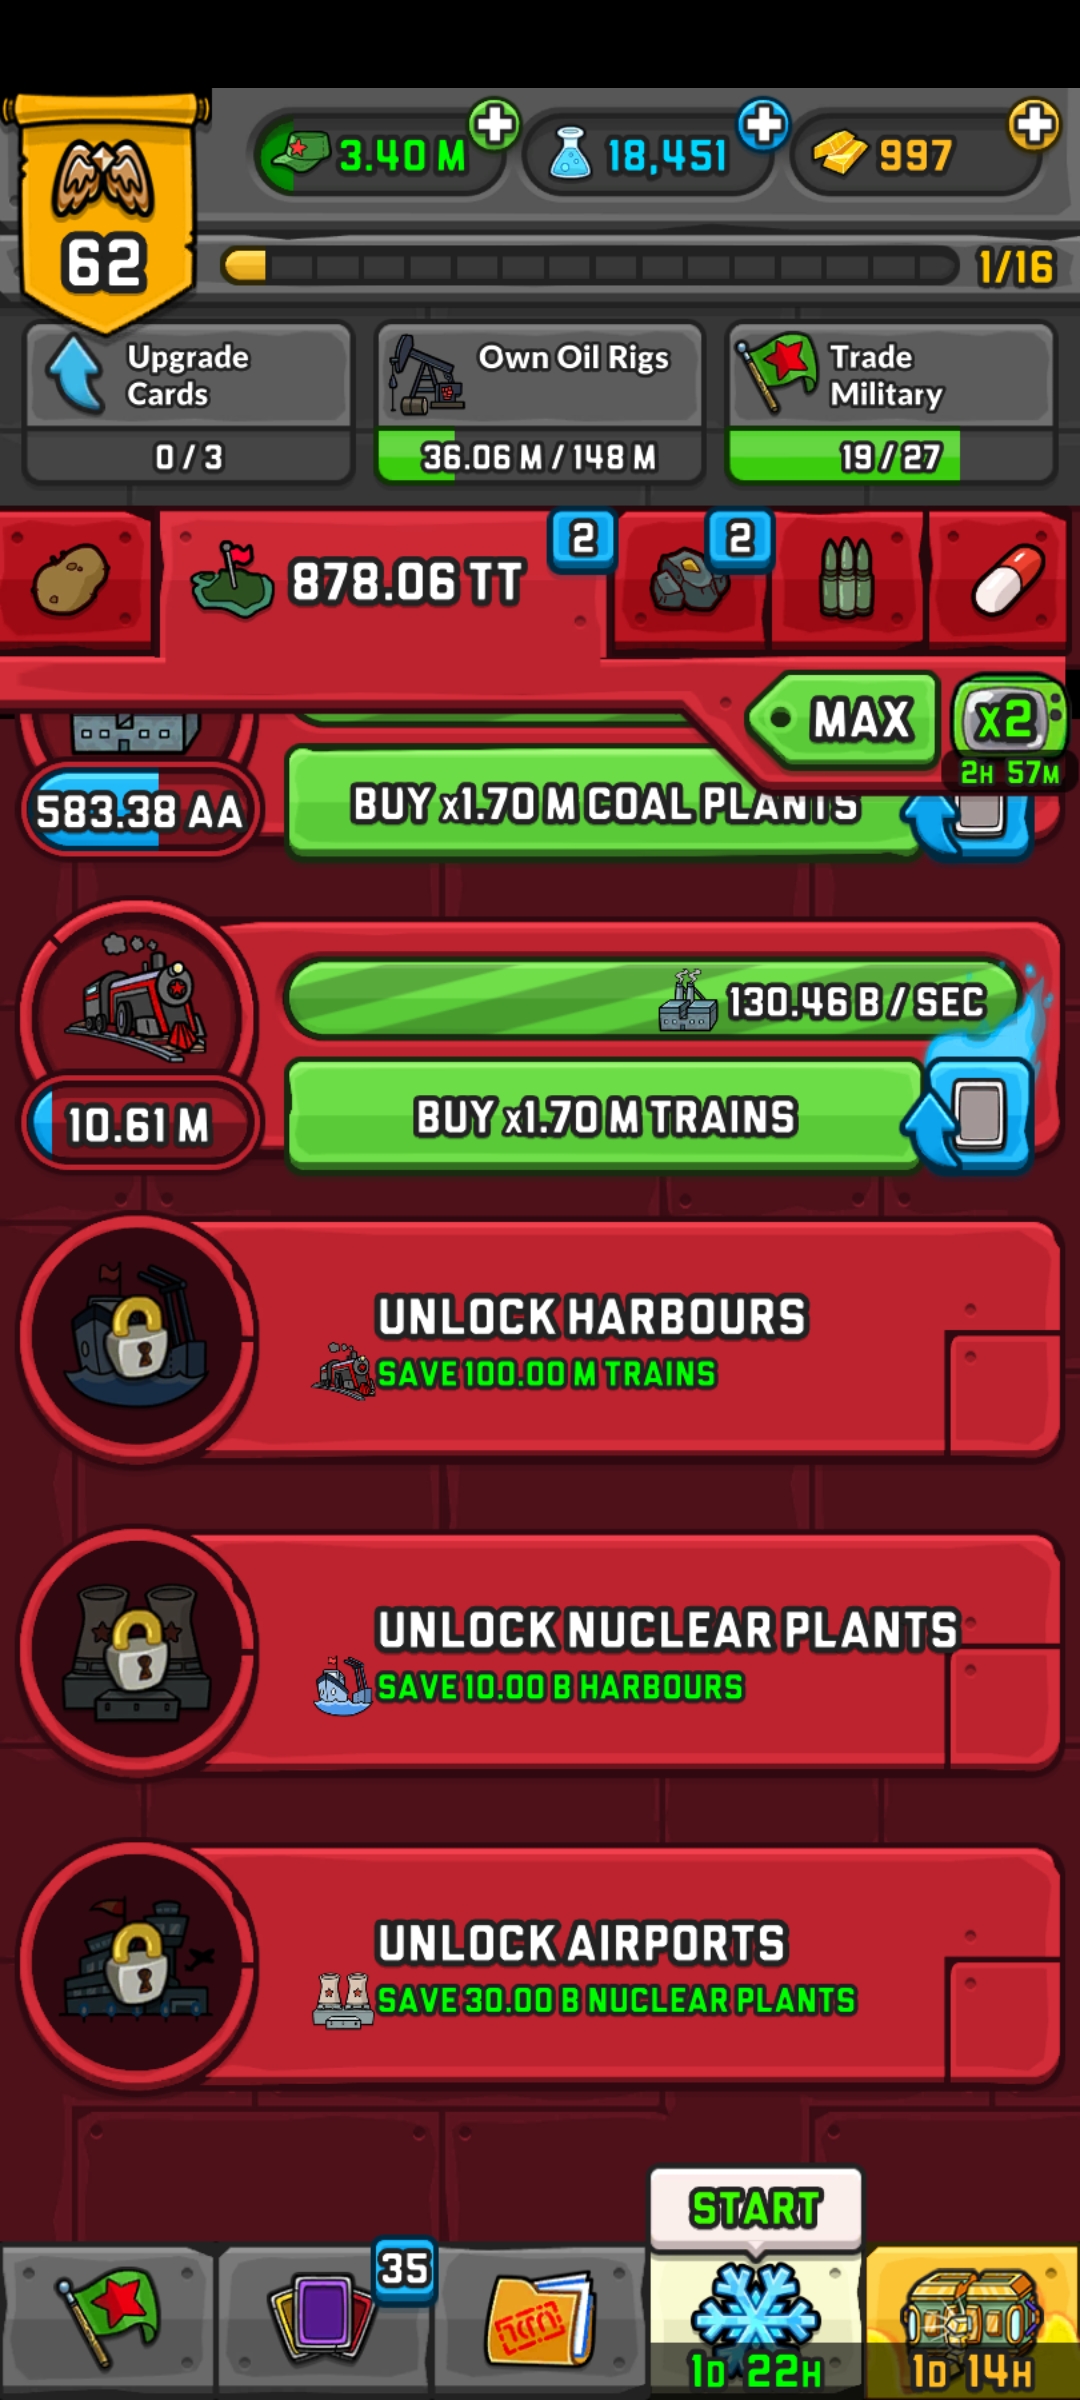 62
3.40 M
18,451
997
1/16
Upgrade
Cards
0 / 3
Own Oil Rigs
36.06 M / 148 M
Trade
Military
19 / 27
878.06 TT
2
2
MAX
x2
2H 57M
583.38 AA
BUY x1.70 M COAL PLANTS
130.46 B / SEC
10.61 M
BUY x1.70 M TRAINS
UNLOCK HARBOURS
SAVE 100.00 M TRAINS
UNLOCK NUCLEAR PLANTS
SAVE 10.00 B HARBOURS
UNLOCK AIRPORTS
SAVE 30.00 B NUCLEAR PLANTS
START
35
1D 22H
1D 14H